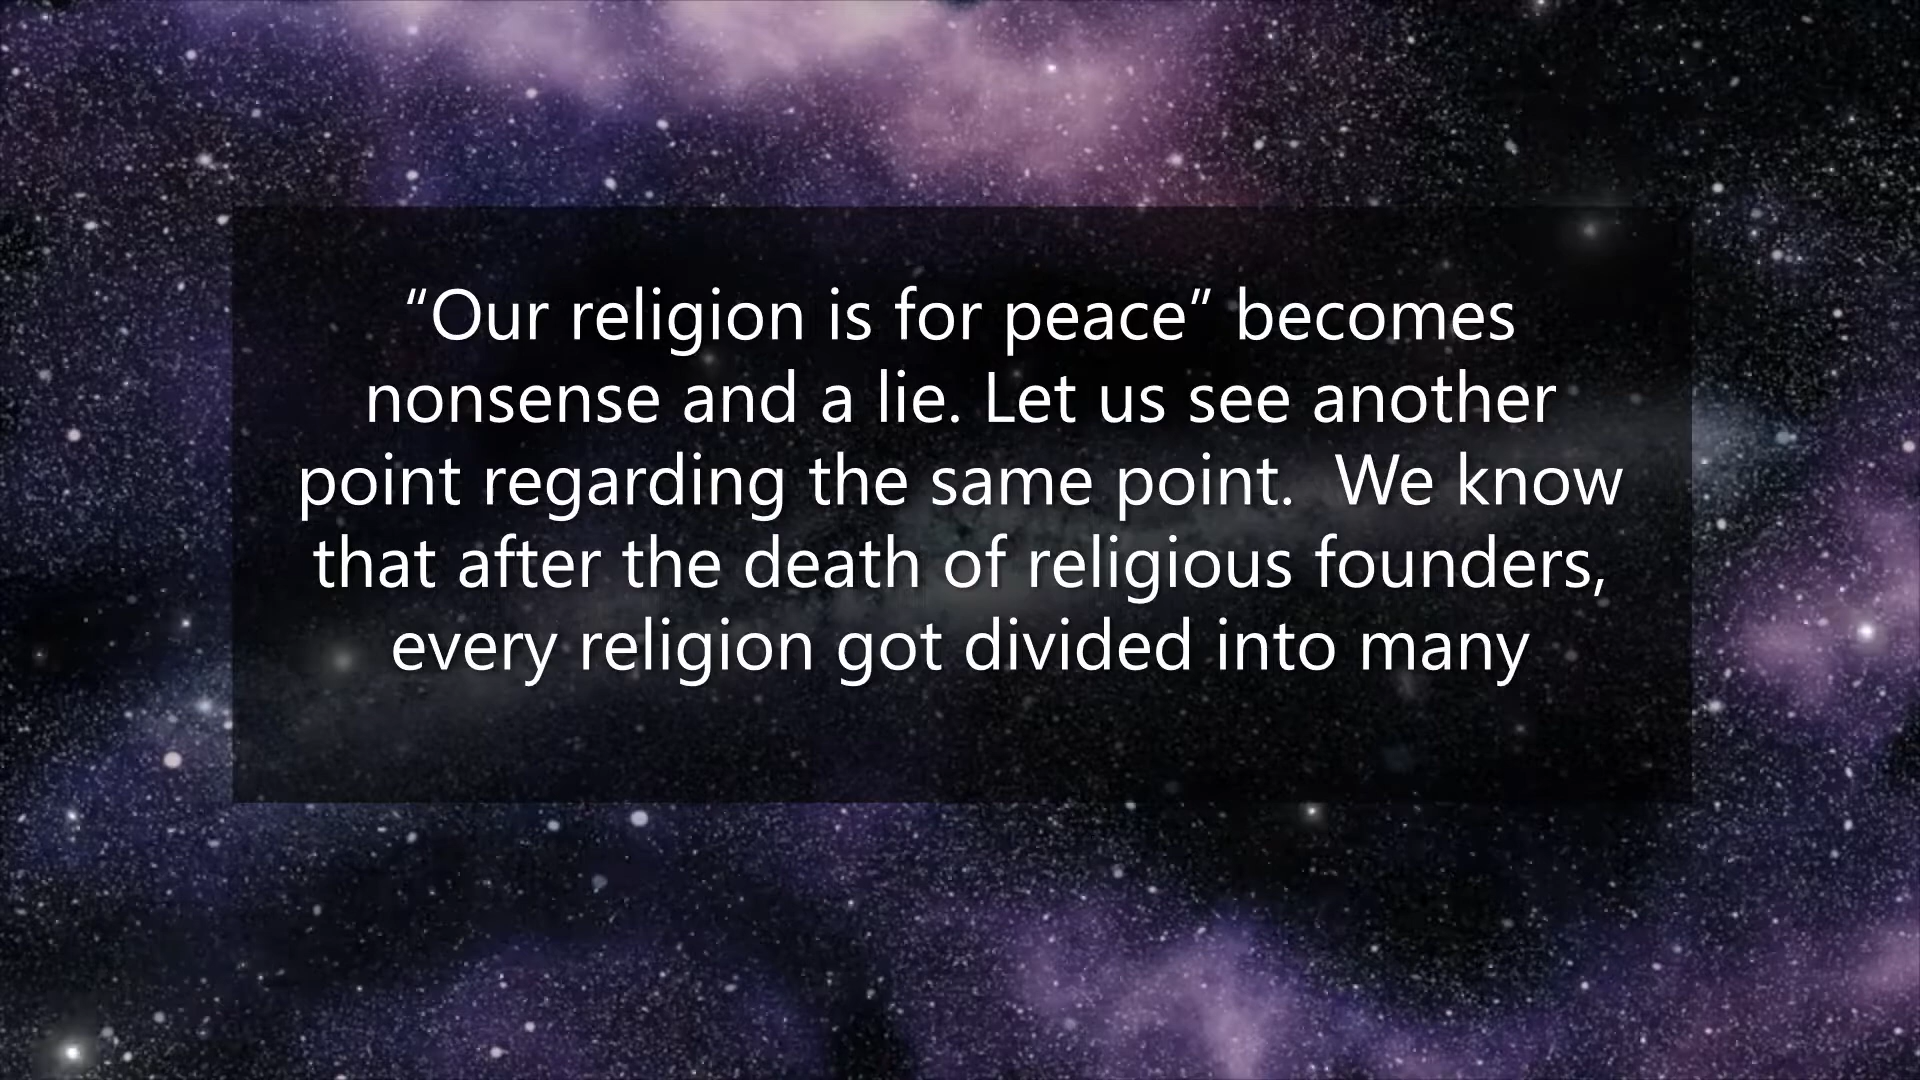 “Our religion is for peace” becomes
nonsense and a lie. Let us see another
point regarding the same point.  We know
that after the death of religious founders,
every religion got divided into many